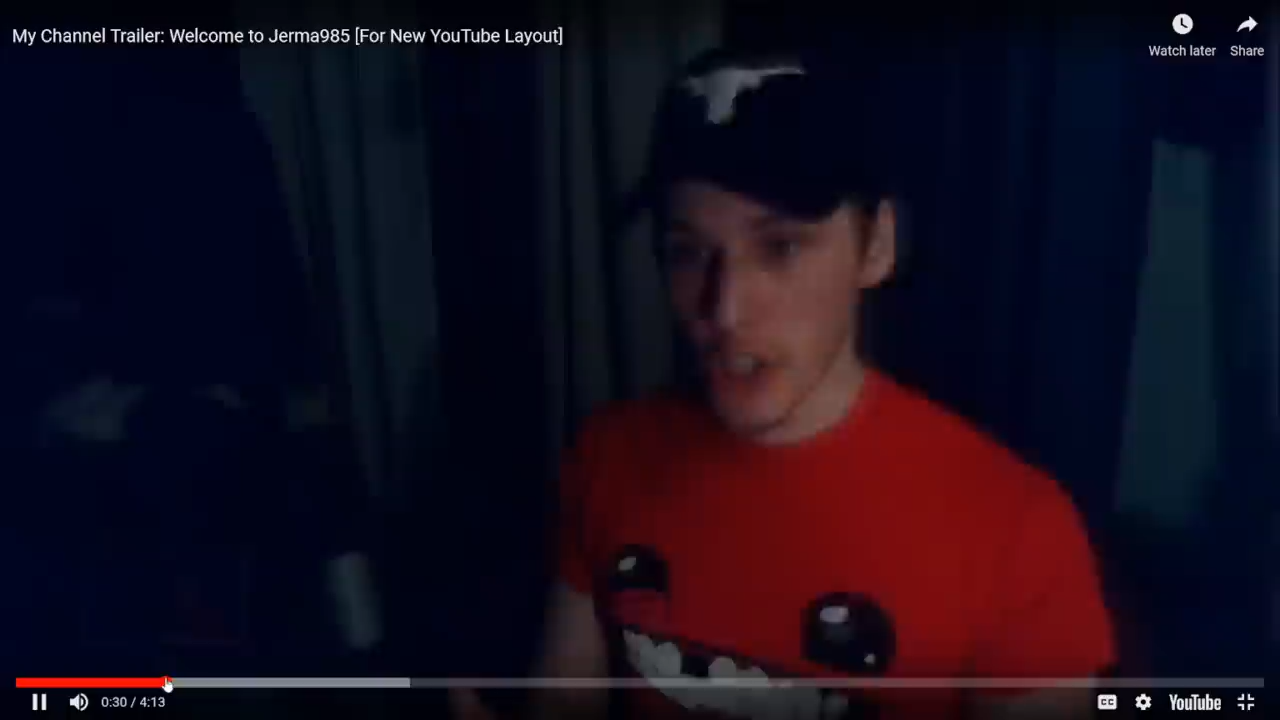 My Channel Trailer: Welcome to Jerma985 [For New YouTube Layout]
Watch later
Share
0:30 / 4:13
CC
YouTube